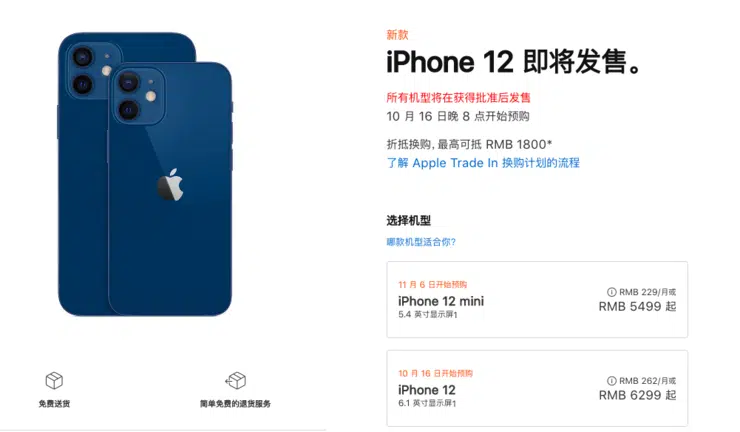 新款
iPhone 12 即将发售。
所有机型将在获得批准后发售
10 月 16 日晚 8 点开始预购
折抵换购, 最高可抵 RMB 1800*
了解 Apple Trade In 换购计划的流程
选择机型
哪款机型适合你?
11 月 6 日开始预购
iPhone 12 mini
5.4 英寸显示屏1
RMB 229/月或
RMB 5499 起
10 月 16 日开始预购
iPhone 12
6.1 英寸显示屏1
RMB 262/月或
RMB 6299 起
免费送货
简单免费的退货服务